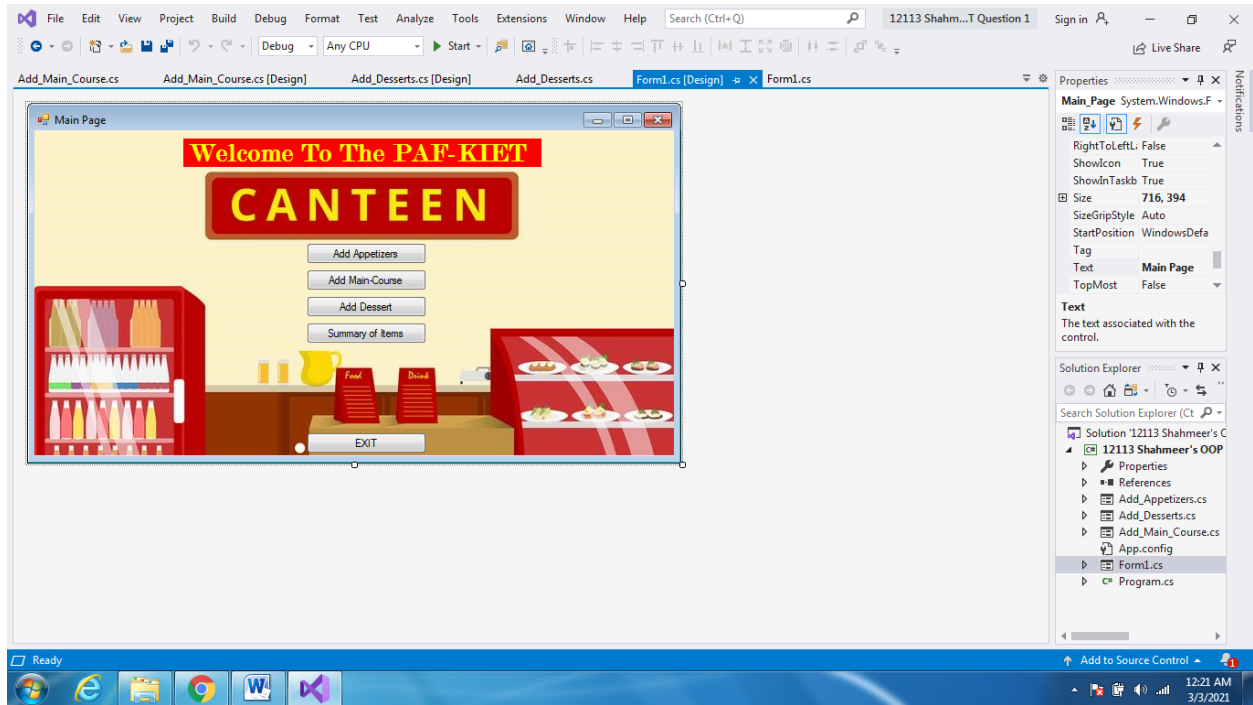 File Edit View Project Build Debug Format Test Analyze Tools Extensions Window Help Search (Ctrl+Q) 12113 Shahm...T Question 1 Sign in
Debug Any CPU Start Live Share
Add_Main_Course.cs Add_Main_Course.cs [Design] Add_Desserts.cs [Design] Add_Desserts.cs Form1.cs [Design] Form1.cs
Main Page
Welcome To The PAF-KIET
CANTEEN
Add Appetizers
Add Main-Course
Add Dessert
Summary of Items
Food Drink
EXIT
Properties
Main_Page System.Windows.F
RightToLeftL False
ShowIcon True
ShowInTaskb True
Size 716, 394
SizeGripStyle Auto
StartPosition WindowsDefa
Tag
Text Main Page
TopMost False
Text
The text associated with the
control.
Solution Explorer
Search Solution Explorer (Ct
Solution '12113 Shahmeer's O
12113 Shahmeer's OOP
Properties
References
Add_Appetizers.cs
Add_Desserts.cs
Add_Main_Course.cs
App.config
Form1.cs
C# Program.cs
Notifications
Ready Add to Source Control 1
12:21 AM
3/3/2021